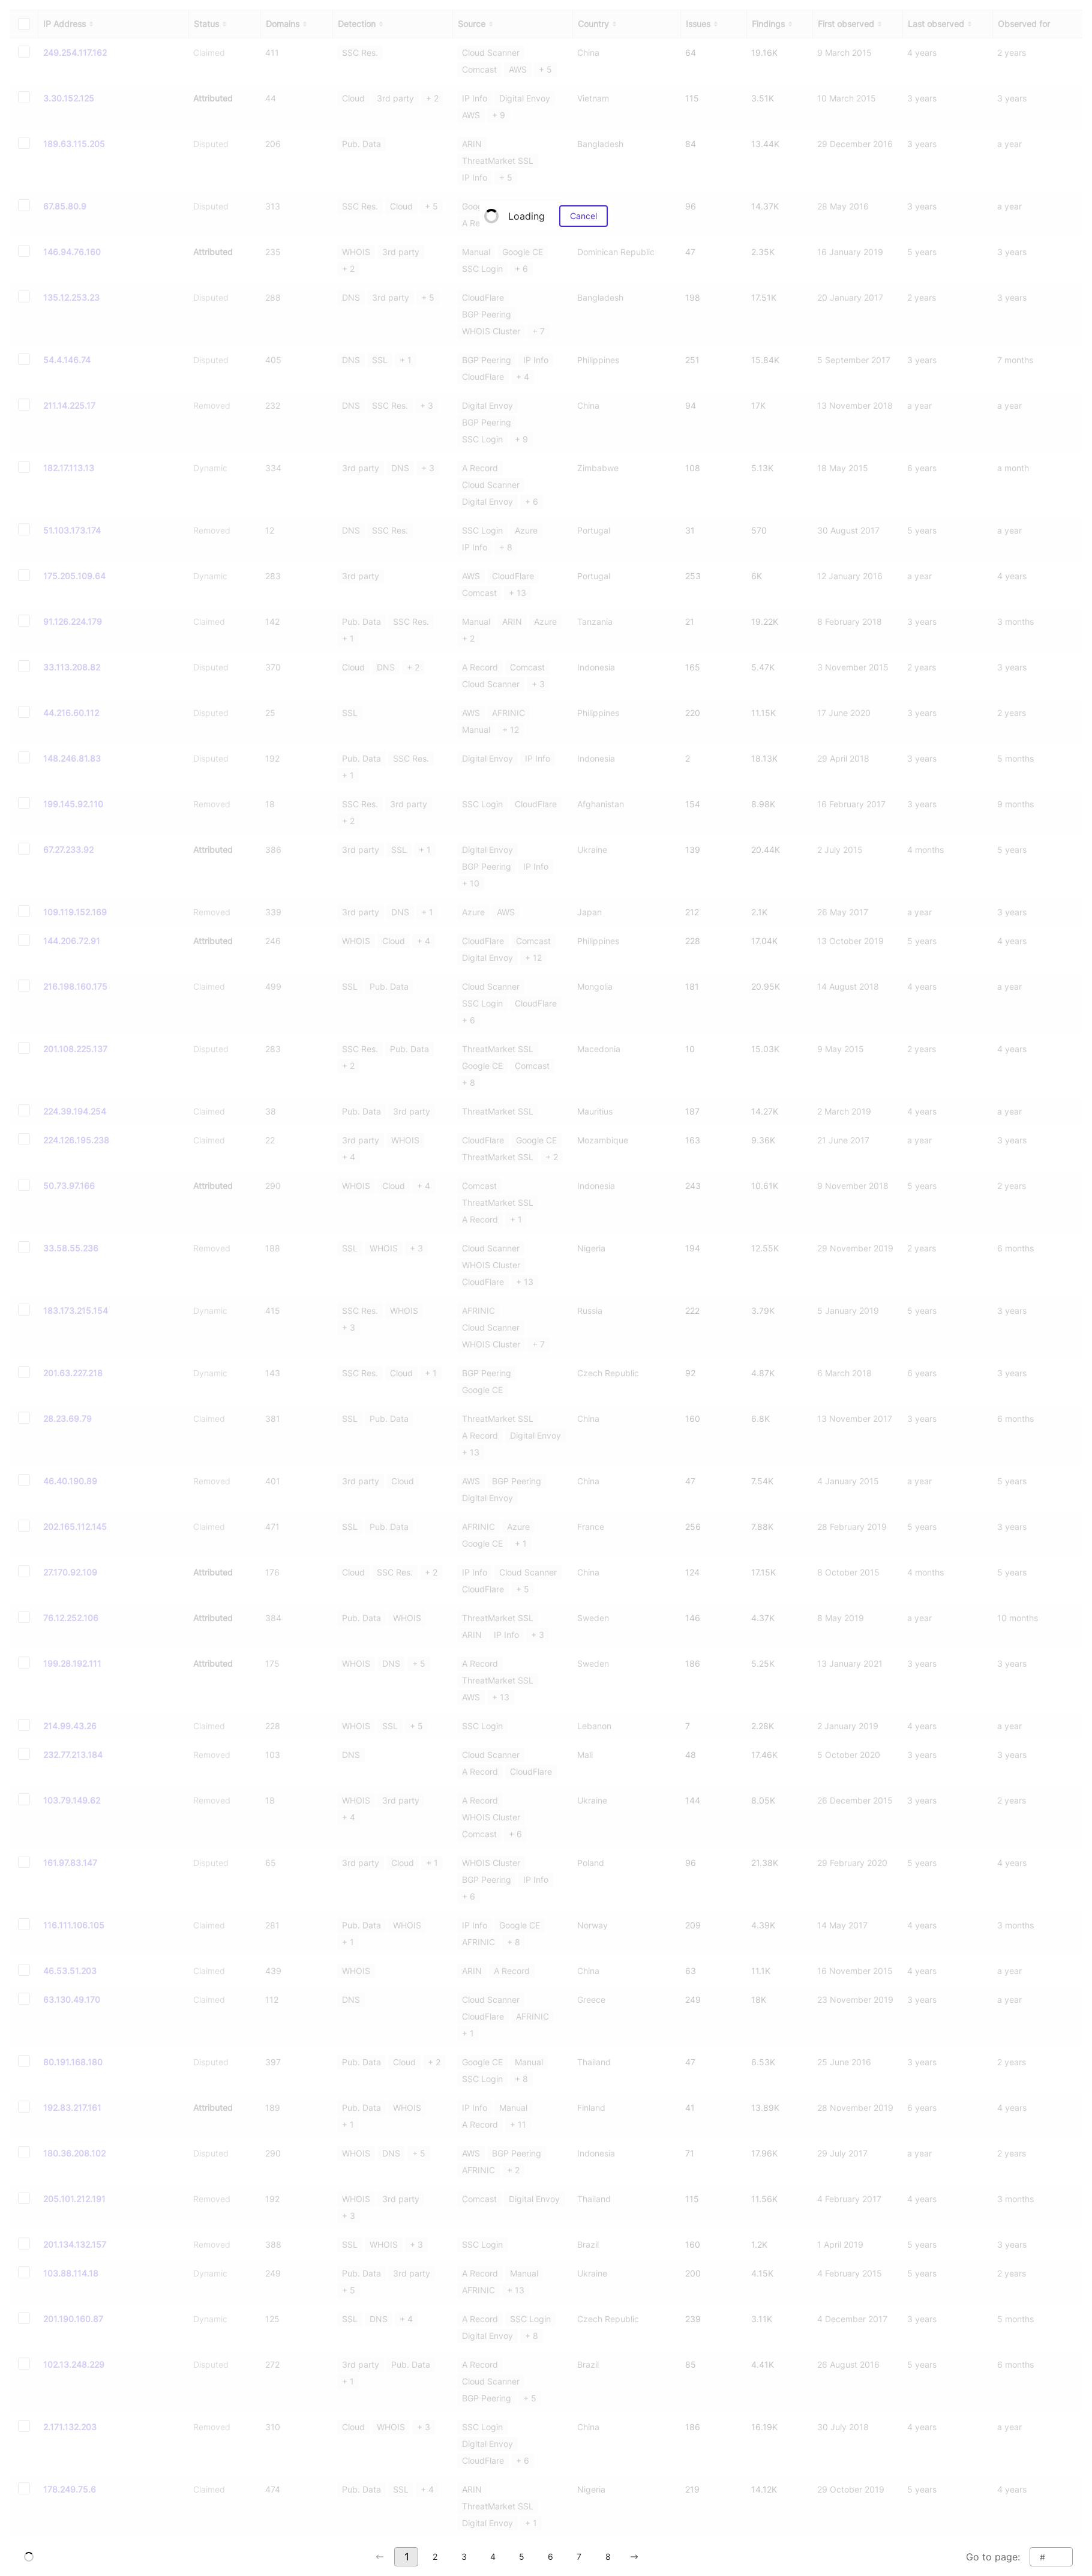 IP Address Status Domains Detection Source Country Issues Findings First observed Last observed Observed for
249.254.117.162 Claimed 411 SSC Res. Cloud Scanner China 64 19.16K 9 March 2015 4 years 2 years
Comcast AWS + 5
3.30.152.125 Attributed 44 Cloud 3rd party + 2 IP Info Digital Envoy Vietnam 115 3.51K 10 March 2015 3 years 3 years
AWS + 9
189.63.115.205 Disputed 206 Pub. Data ARIN Bangladesh 84 13.44K 29 December 2016 3 years a year
ThreatMarket SSL
IP Info + 5
67.85.80.9 Disputed 313 SSC Res. Cloud + 5 96 14.37K 28 May 2016 3 years a year
Loading Cancel
A Re
146.94.76.160 Attributed 235 WHOIS 3rd party Manual Google CE Dominican Republic 47 2.35K 16 January 2019 5 years 3 years
+ 2 SSC Login + 6
135.12.253.23 Disputed 288 DNS 3rd party + 5 CloudFlare Bangladesh 198 17.51K 20 January 2017 2 years 3 years
BGP Peering
WHOIS Cluster + 7
54.4.146.74 Disputed 405 DNS SSL + 1 BGP Peering IP Info Philippines 251 15.84K 5 September 2017 3 years 7 months
CloudFlare + 4
211.14.225.17 Removed 232 DNS SSC Res. + 3 Digital Envoy China 94 17K 13 November 2018 a year a year
BGP Peering
SSC Login + 9
182.17.113.13 Dynamic 334 3rd party DNS + 3 A Record Zimbabwe 108 5.13K 18 May 2015 6 years a month
Cloud Scanner
Digital Envoy + 6
51.103.173.174 Removed 12 DNS SSC Res. SSC Login Azure Portugal 31 570 30 August 2017 5 years a year
IP Info + 8
175.205.109.64 Dynamic 283 3rd party AWS CloudFlare Portugal 253 6K 12 January 2016 a year 4 years
Comcast + 13
91.126.224.179 Claimed 142 Pub. Data SSC Res. Manual ARIN Azure Tanzania 21 19.22K 8 February 2018 3 years 3 months
+ 1 + 2
33.113.208.82 Disputed 370 Cloud DNS + 2 A Record Comcast Indonesia 165 5.47K 3 November 2015 2 years 3 years
Cloud Scanner + 3
44.216.60.112 Disputed 25 SSL AWS AFRINIC Philippines 220 11.15K 17 June 2020 3 years 2 years
Manual + 12
148.246.81.83 Disputed 192 Pub. Data SSC Res. Digital Envoy IP Info Indonesia 2 18.13K 29 April 2018 3 years 5 months
+ 1
199.145.92.110 Removed 18 SSC Res. 3rd party SSC Login CloudFlare Afghanistan 154 8.98K 16 February 2017 3 years 9 months
+ 2
67.27.233.92 Attributed 386 3rd party SSL + 1 Digital Envoy Ukraine 139 20.44K 2 July 2015 4 months 5 years
BGP Peering IP Info
+ 10
109.119.152.169 Removed 339 3rd party DNS + 1 Azure AWS Japan 212 2.1K 26 May 2017 a year 3 years
144.206.72.91 Attributed 246 WHOIS Cloud + 4 CloudFlare Comcast Philippines 228 17.04K 13 October 2019 5 years 4 years
Digital Envoy + 12
216.198.160.175 Claimed 499 SSL Pub. Data Cloud Scanner Mongolia 181 20.95K 14 August 2018 4 years a year
SSC Login CloudFlare
+ 6
201.108.225.137 Disputed 283 SSC Res. Pub. Data ThreatMarket SSL Macedonia 10 15.03K 9 May 2015 2 years 4 years
+ 2 Google CE Comcast
+ 8
224.39.194.254 Claimed 38 Pub. Data 3rd party ThreatMarket SSL Mauritius 187 14.27K 2 March 2019 4 years a year
224.126.195.238 Claimed 22 3rd party WHOIS CloudFlare Google CE Mozambique 163 9.36K 21 June 2017 a year 3 years
+ 4 ThreatMarket SSL + 2
50.73.97.166 Attributed 290 WHOIS Cloud + 4 Comcast Indonesia 243 10.61K 9 November 2018 5 years 2 years
ThreatMarket SSL
A Record + 1
33.58.55.236 Removed 188 SSL WHOIS + 3 Cloud Scanner Nigeria 194 12.55K 29 November 2019 2 years 6 months
WHOIS Cluster
CloudFlare + 13
183.173.215.154 Dynamic 415 SSC Res. WHOIS AFRINIC Russia 222 3.79K 5 January 2019 5 years 3 years
+ 3 Cloud Scanner
WHOIS Cluster + 7
201.63.227.218 Dynamic 143 SSC Res. Cloud + 1 BGP Peering Czech Republic 92 4.87K 6 March 2018 6 years 3 years
Google CE
28.23.69.79 Claimed 381 SSL Pub. Data ThreatMarket SSL China 160 6.8K 13 November 2017 3 years 6 months
A Record Digital Envoy
+ 13
46.40.190.89 Removed 401 3rd party Cloud AWS BGP Peering China 47 7.54K 4 January 2015 a year 5 years
Digital Envoy
202.165.112.145 Claimed 471 SSL Pub. Data AFRINIC Azure France 256 7.88K 28 February 2019 5 years 3 years
Google CE + 1
27.170.92.109 Attributed 176 Cloud SSC Res. + 2 IP Info Cloud Scanner China 124 17.15K 8 October 2015 4 months 5 years
CloudFlare + 5
76.12.252.106 Attributed 384 Pub. Data WHOIS ThreatMarket SSL Sweden 146 4.37K 8 May 2019 a year 10 months
ARIN IP Info + 3
199.28.192.111 Attributed 175 WHOIS DNS + 5 A Record Sweden 186 5.25K 13 January 2021 3 years 3 years
ThreatMarket SSL
AWS + 13
214.99.43.26 Claimed 228 WHOIS SSL + 5 SSC Login Lebanon 7 2.28K 2 January 2019 4 years a year
232.77.213.184 Removed 103 DNS Cloud Scanner Mali 48 17.46K 5 October 2020 3 years 3 years
A Record CloudFlare
103.79.149.62 Removed 18 WHOIS 3rd party A Record Ukraine 144 8.05K 26 December 2015 3 years 2 years
+ 4 WHOIS Cluster
Comcast + 6
161.97.83.147 Disputed 65 3rd party Cloud + 1 WHOIS Cluster Poland 96 21.38K 29 February 2020 5 years 4 years
BGP Peering IP Info
+ 6
116.111.106.105 Claimed 281 Pub. Data WHOIS IP Info Google CE Norway 209 4.39K 14 May 2017 4 years 3 months
+ 1 AFRINIC + 8
46.53.51.203 Claimed 439 WHOIS ARIN A Record China 63 11.1K 16 November 2015 4 years a year
63.130.49.170 Claimed 112 DNS Cloud Scanner Greece 249 18K 23 November 2019 3 years a year
CloudFlare AFRINIC
+ 1
80.191.168.180 Disputed 397 Pub. Data Cloud + 2 Google CE Manual Thailand 47 6.53K 25 June 2016 3 years 2 years
SSC Login + 8
192.83.217.161 Attributed 189 Pub. Data WHOIS IP Info Manual Finland 41 13.89K 28 November 2019 6 years 4 years
+ 1 A Record + 11
180.36.208.102 Disputed 290 WHOIS DNS + 5 AWS BGP Peering Indonesia 71 17.96K 29 July 2017 a year 2 years
AFRINIC + 2
205.101.212.191 Removed 192 WHOIS 3rd party Comcast Digital Envoy Thailand 115 11.56K 4 February 2017 4 years 3 months
+ 3
201.134.132.157 Removed 388 SSL WHOIS + 3 SSC Login Brazil 160 1.2K 1 April 2019 5 years 3 years
103.88.114.18 Dynamic 249 Pub. Data 3rd party A Record Manual Ukraine 200 4.15K 4 February 2015 5 years 2 years
+ 5 AFRINIC + 13
201.190.160.87 Dynamic 125 SSL DNS + 4 A Record SSC Login Czech Republic 239 3.11K 4 December 2017 3 years 5 months
Digital Envoy + 8
102.13.248.229 Disputed 272 3rd party Pub. Data A Record Brazil 85 4.41K 26 August 2016 5 years 6 months
+ 1 Cloud Scanner
BGP Peering + 5
2.171.132.203 Removed 310 Cloud WHOIS + 3 SSC Login China 186 16.19K 30 July 2018 4 years a year
Digital Envoy
CloudFlare + 6
178.249.75.6 Claimed 474 Pub. Data SSL + 4 ARIN Nigeria 219 14.12K 29 October 2019 5 years 4 years
ThreatMarket SSL
Digital Envoy + 1
← 1 2 3 4 5 6 7 8 → Go to page: #